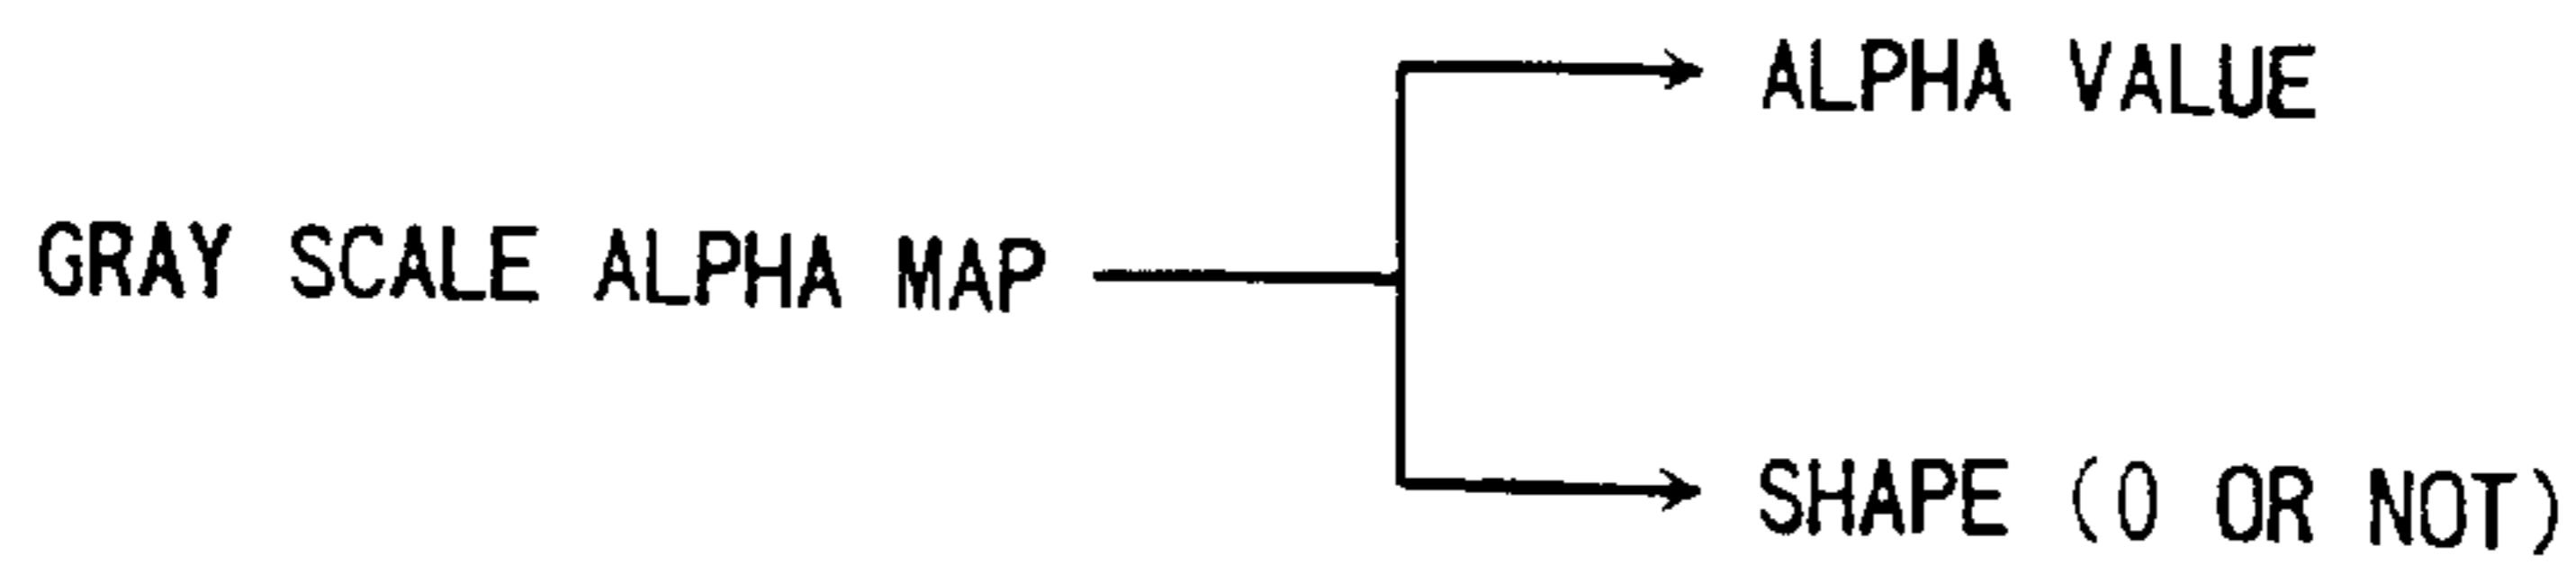 ALPHA VALUE
GRAY SCALE ALPHA MAP
SHAPE (0 OR NOT)